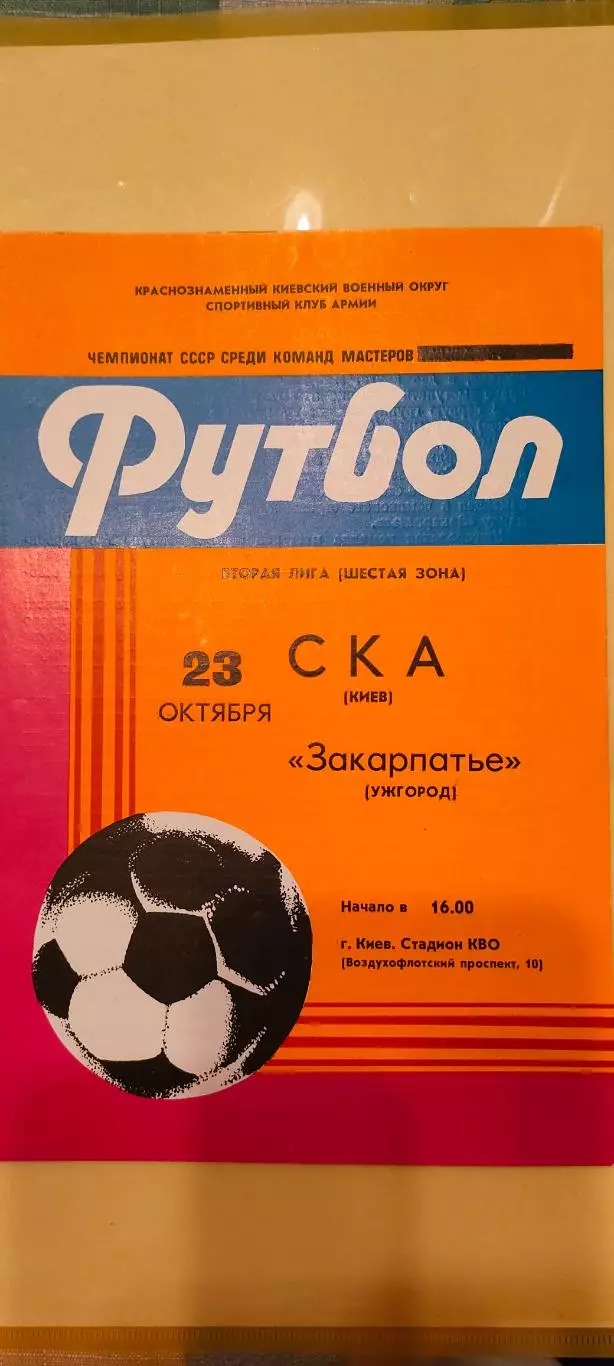 КРАСНОЗНАМЕННЫЙ КИЕВСКИЙ ВОЕННЫЙ ОКРУГ
СПОРТИВНЫЙ КЛУБ АРМИИ
ЧЕМПИОНАТ СССР СРЕДИ КОМАНД МАСТЕРОВ
Футбол
ВТОРАЯ ЛИГА (ШЕСТАЯ ЗОНА)
23
ОКТЯБРЯ
СКА
(КИЕВ)
«Закарпатье»
(УЖГОРОД)
Начало в 16.00
г. Киев. Стадион КВО
(Воздухофлотский проспект, 10)